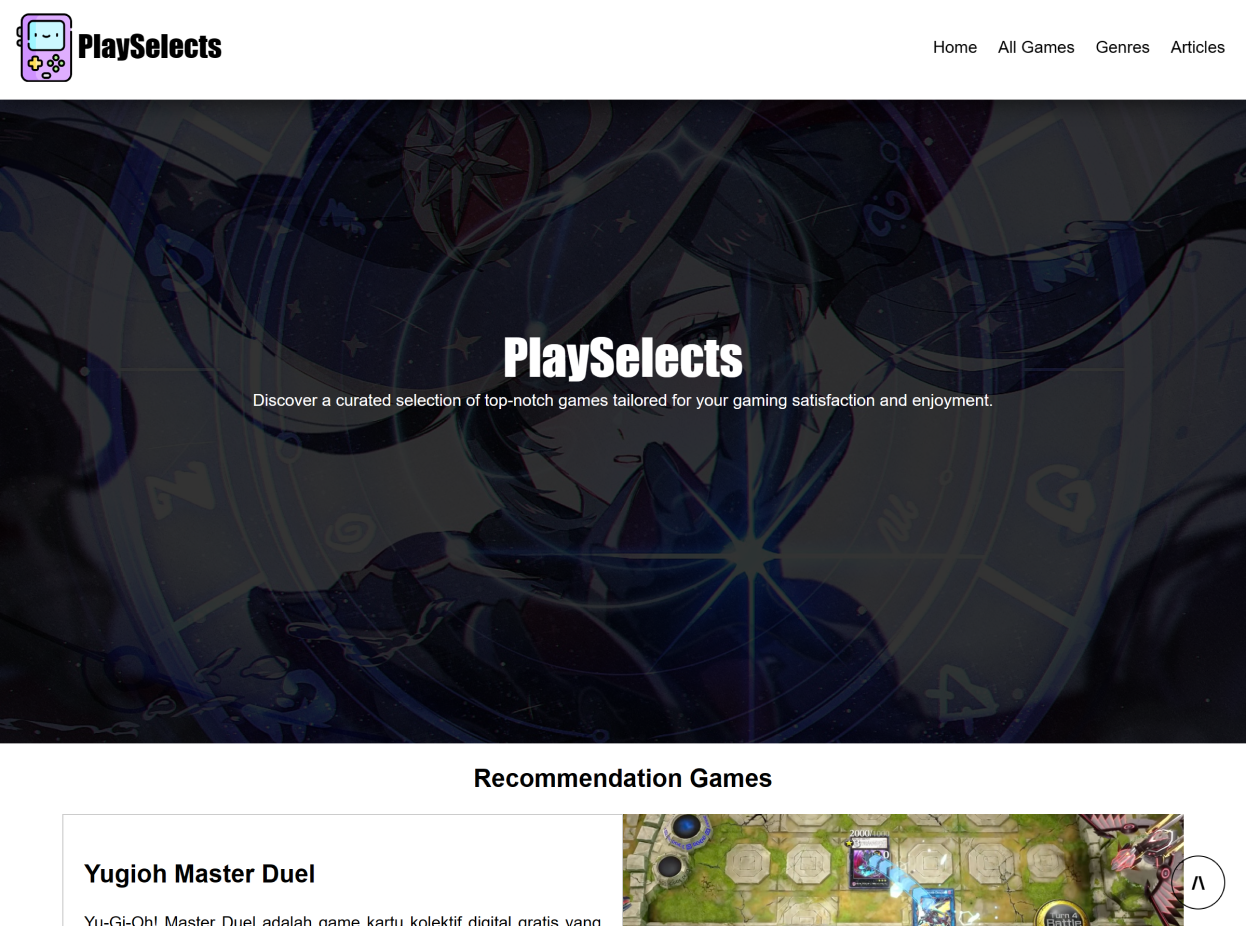 PlaySelects
Home All Games Genres Articles
PlaySelects
Discover a curated selection of top-notch games tailored for your gaming satisfaction and enjoyment.
Recommendation Games
Yugioh Master Duel
Yu-Gi-Oh! Master Duel adalah game kartu kolektif digital gratis yang
2000/4000
Turn 4
Battle
/\